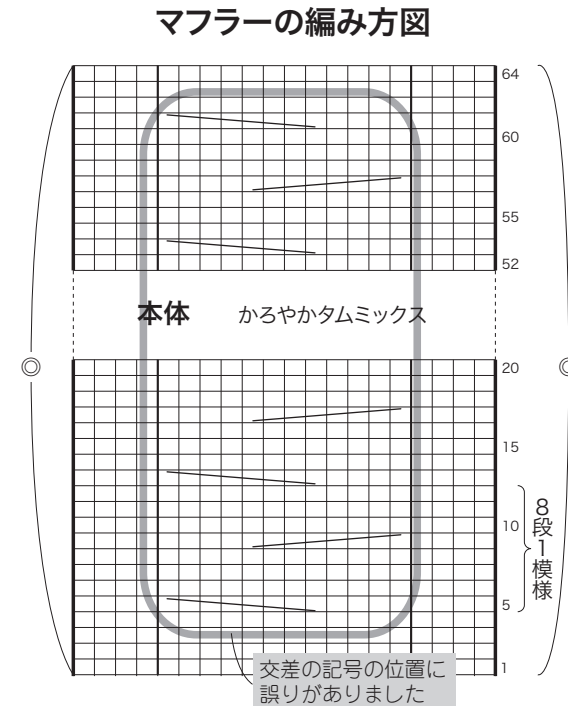 マフラーの編み方図
64
60
55
52
本体 かろやかタムミックス
◎ ◎
20
15
10
5
1
8段1模様
交差の記号の位置に
誤りがありました